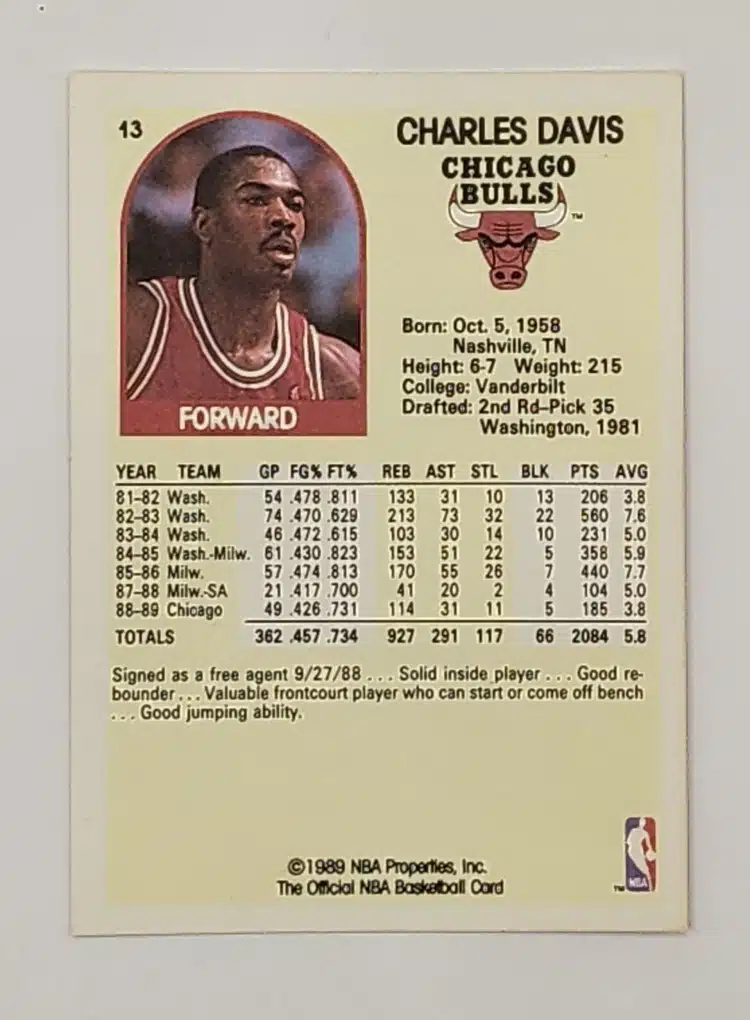 13
CHARLES DAVIS
CHICAGO
BULLS
TM
FORWARD
Born: Oct. 5, 1958
Nashville, TN
Height: 6-7 Weight: 215
College: Vanderbilt
Drafted: 2nd Rd–Pick 35
Washington, 1981
YEAR TEAM GP FG% FT% REB AST STL BLK PTS AVG
81–82 Wash. 54 .478 .811 133 31 10 13 206 3.8
82–83 Wash. 74 .470 .629 213 73 32 22 560 7.6
83–84 Wash. 46 .472 .615 103 30 14 10 231 5.0
84–85 Wash.-Milw. 61 .430 .823 153 51 22 5 358 5.9
85–86 Milw. 57 .474 .813 170 55 26 7 440 7.7
87–88 Milw.-SA 21 .417 .700 41 20 2 4 104 5.0
88–89 Chicago 49 .426 .731 114 31 11 5 185 3.8
TOTALS 362 .457 .734 927 291 117 66 2084 5.8
Signed as a free agent 9/27/88 . . . Solid inside player . . . Good re-
bounder . . . Valuable frontcourt player who can start or come off bench
. . . Good jumping ability.
©1989 NBA Properties, Inc.
The Official NBA Basketball Card
TM NBA